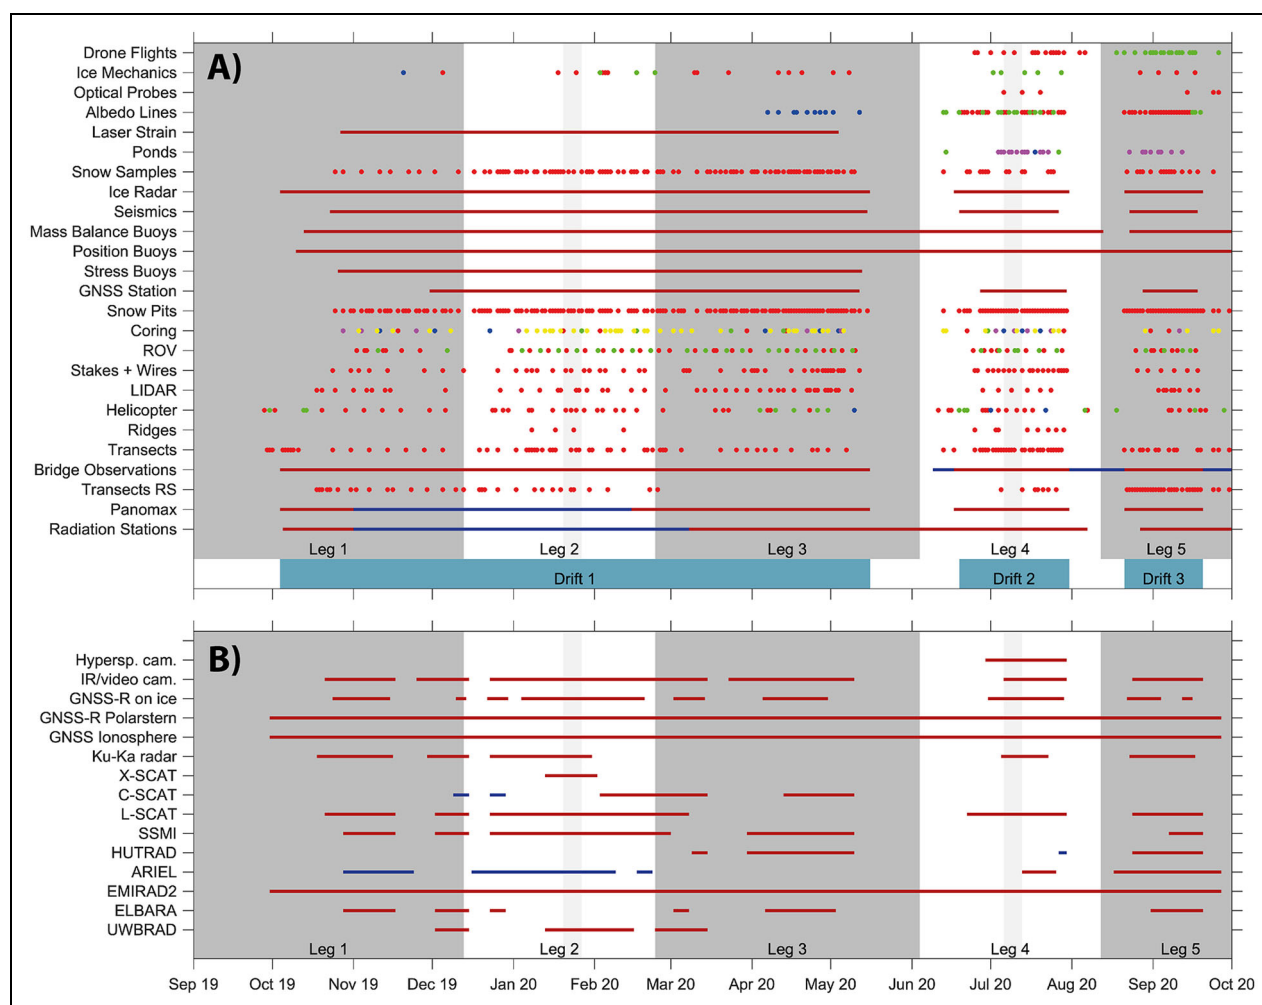 A)
Drone Flights
Ice Mechanics
Optical Probes
Albedo Lines
Laser Strain
Ponds
Snow Samples
Ice Radar
Seismics
Mass Balance Buoys
Position Buoys
Stress Buoys
GNSS Station
Snow Pits
Coring
ROV
Stakes + Wires
LIDAR
Helicopter
Ridges
Transects
Bridge Observations
Transects RS
Panomax
Radiation Stations
Leg 1 Leg 2 Leg 3 Leg 4 Leg 5
Drift 1 Drift 2 Drift 3
B)
Hypersp. cam.
IR/video cam.
GNSS-R on ice
GNSS-R Polarstern
GNSS Ionosphere
Ku-Ka radar
X-SCAT
C-SCAT
L-SCAT
SSMI
HUTRAD
ARIEL
EMIRAD2
ELBARA
UWBRAD
Leg 1 Leg 2 Leg 3 Leg 4 Leg 5
Sep 19 Oct 19 Nov 19 Dec 19 Jan 20 Feb 20 Mar 20 Apr 20 May 20 Jun 20 Jul 20 Aug 20 Sep 20 Oct 20